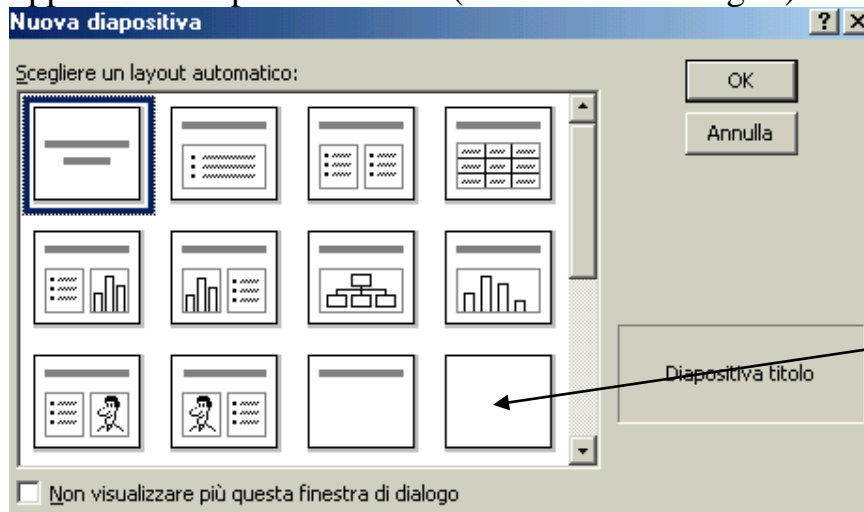 Nuova diapositiva
Scegliere un layout automatico:
OK
Annulla
Diapositiva titolo
Non visualizzare più questa finestra di dialogo